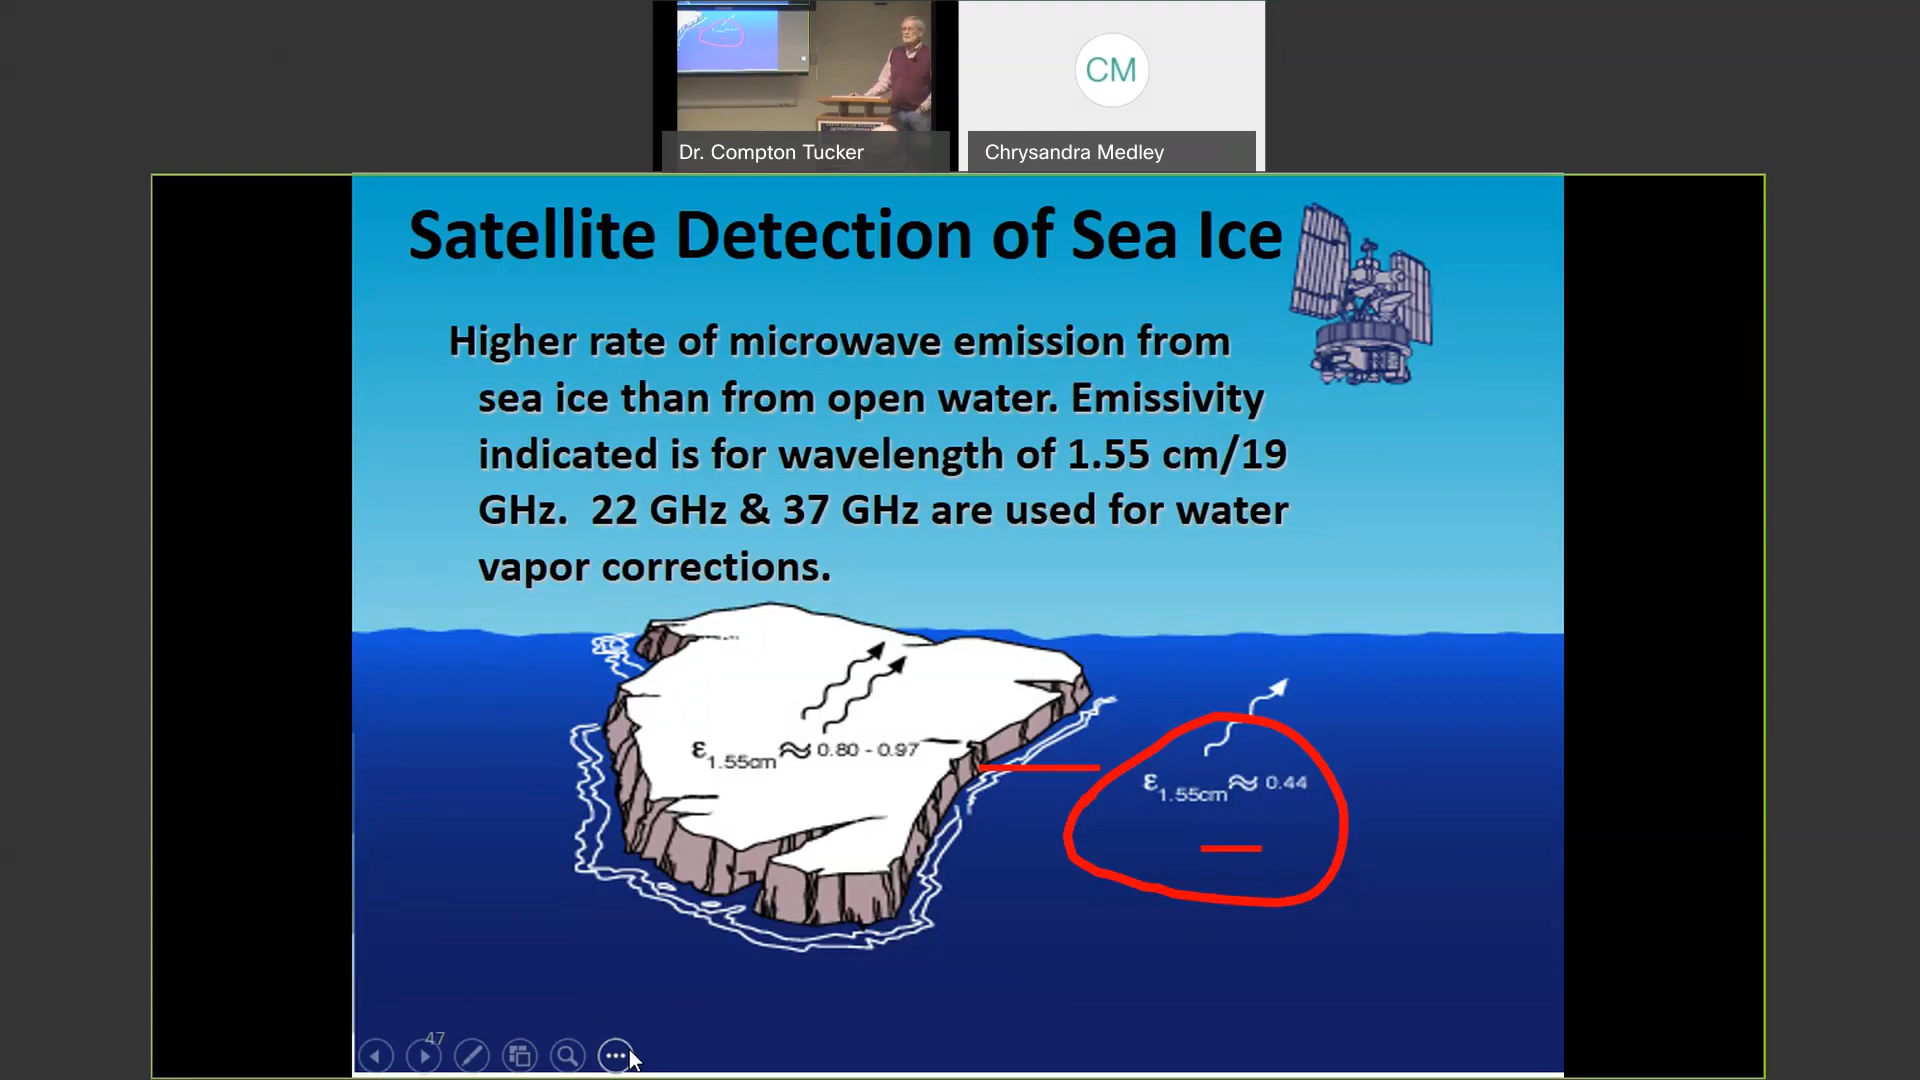 CM
Dr. Compton Tucker
Chrysandra Medley
Satellite Detection of Sea Ice
Higher rate of microwave emission from
sea ice than from open water. Emissivity
indicated is for wavelength of 1.55 cm/19
GHz.  22 GHz & 37 GHz are used for water
vapor corrections.
ε1.55cm ≈ 0.80 - 0.97
ε1.55cm ≈ 0.44
47